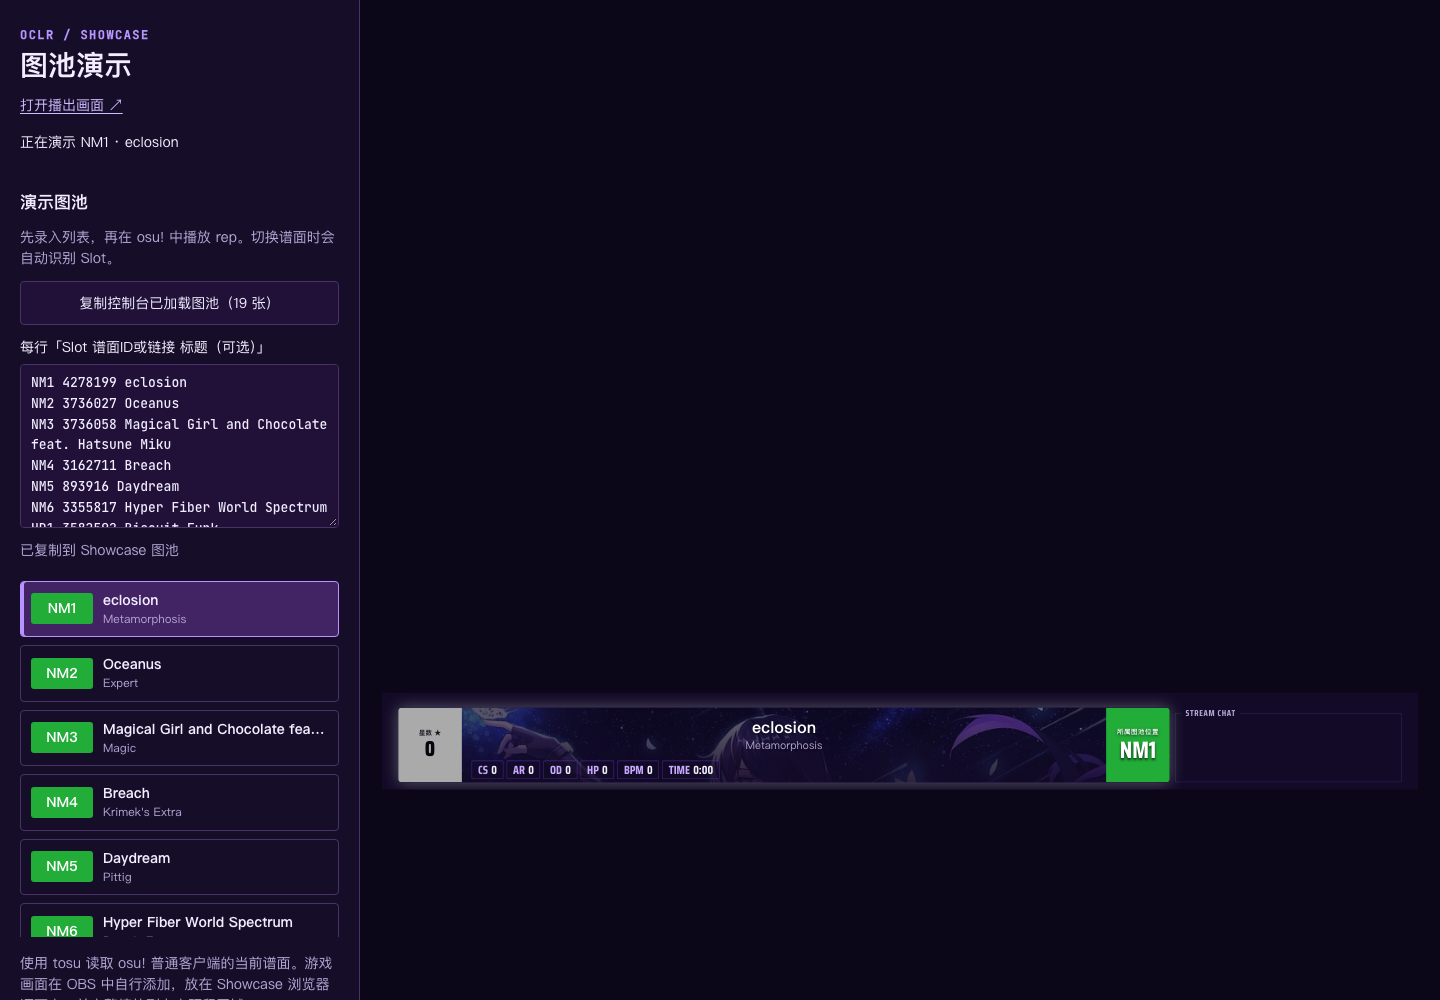 OCLR / SHOWCASE
图池演示
打开播出画面 ↗
正在演示 NM1 · eclosion
演示图池
先录入列表，再在 osu! 中播放 rep。切换谱面时会
自动识别 Slot。
复制控制台已加载图池（19 张）
每行「Slot 谱面ID或链接 标题（可选）」
NM1 4278199 eclosion
NM2 3736027 Oceanus
NM3 3736058 Magical Girl and Chocolate
feat. Hatsune Miku
NM4 3162711 Breach
NM5 893916 Daydream
NM6 3355817 Hyper Fiber World Spectrum
已复制到 Showcase 图池
NM1
eclosion
Metamorphosis
NM2
Oceanus
Expert
NM3
Magical Girl and Chocolate fea...
Magic
NM4
Breach
Krimek's Extra
NM5
Daydream
Pittig
NM6
Hyper Fiber World Spectrum
使用 tosu 读取 osu! 普通客户端的当前谱面。游戏
画面在 OBS 中自行添加，放在 Showcase 浏览器
星数 ★
0
eclosion
Metamorphosis
CS 0 AR 0 OD 0 HP 0 BPM 0 TIME 0:00
所属图池位置
NM1
STREAM CHAT